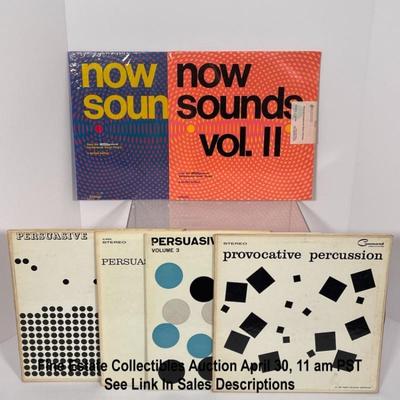 now
soun
now
sounds
vol. II
PERSUASIVE
STEREO
PERSUAS
PERSUASIV
VOLUME 3
STEREO
Command
provocative percussion
Fine Estate Collectibles Auction April 30, 11 am PST
See Link In Sales Descriptions